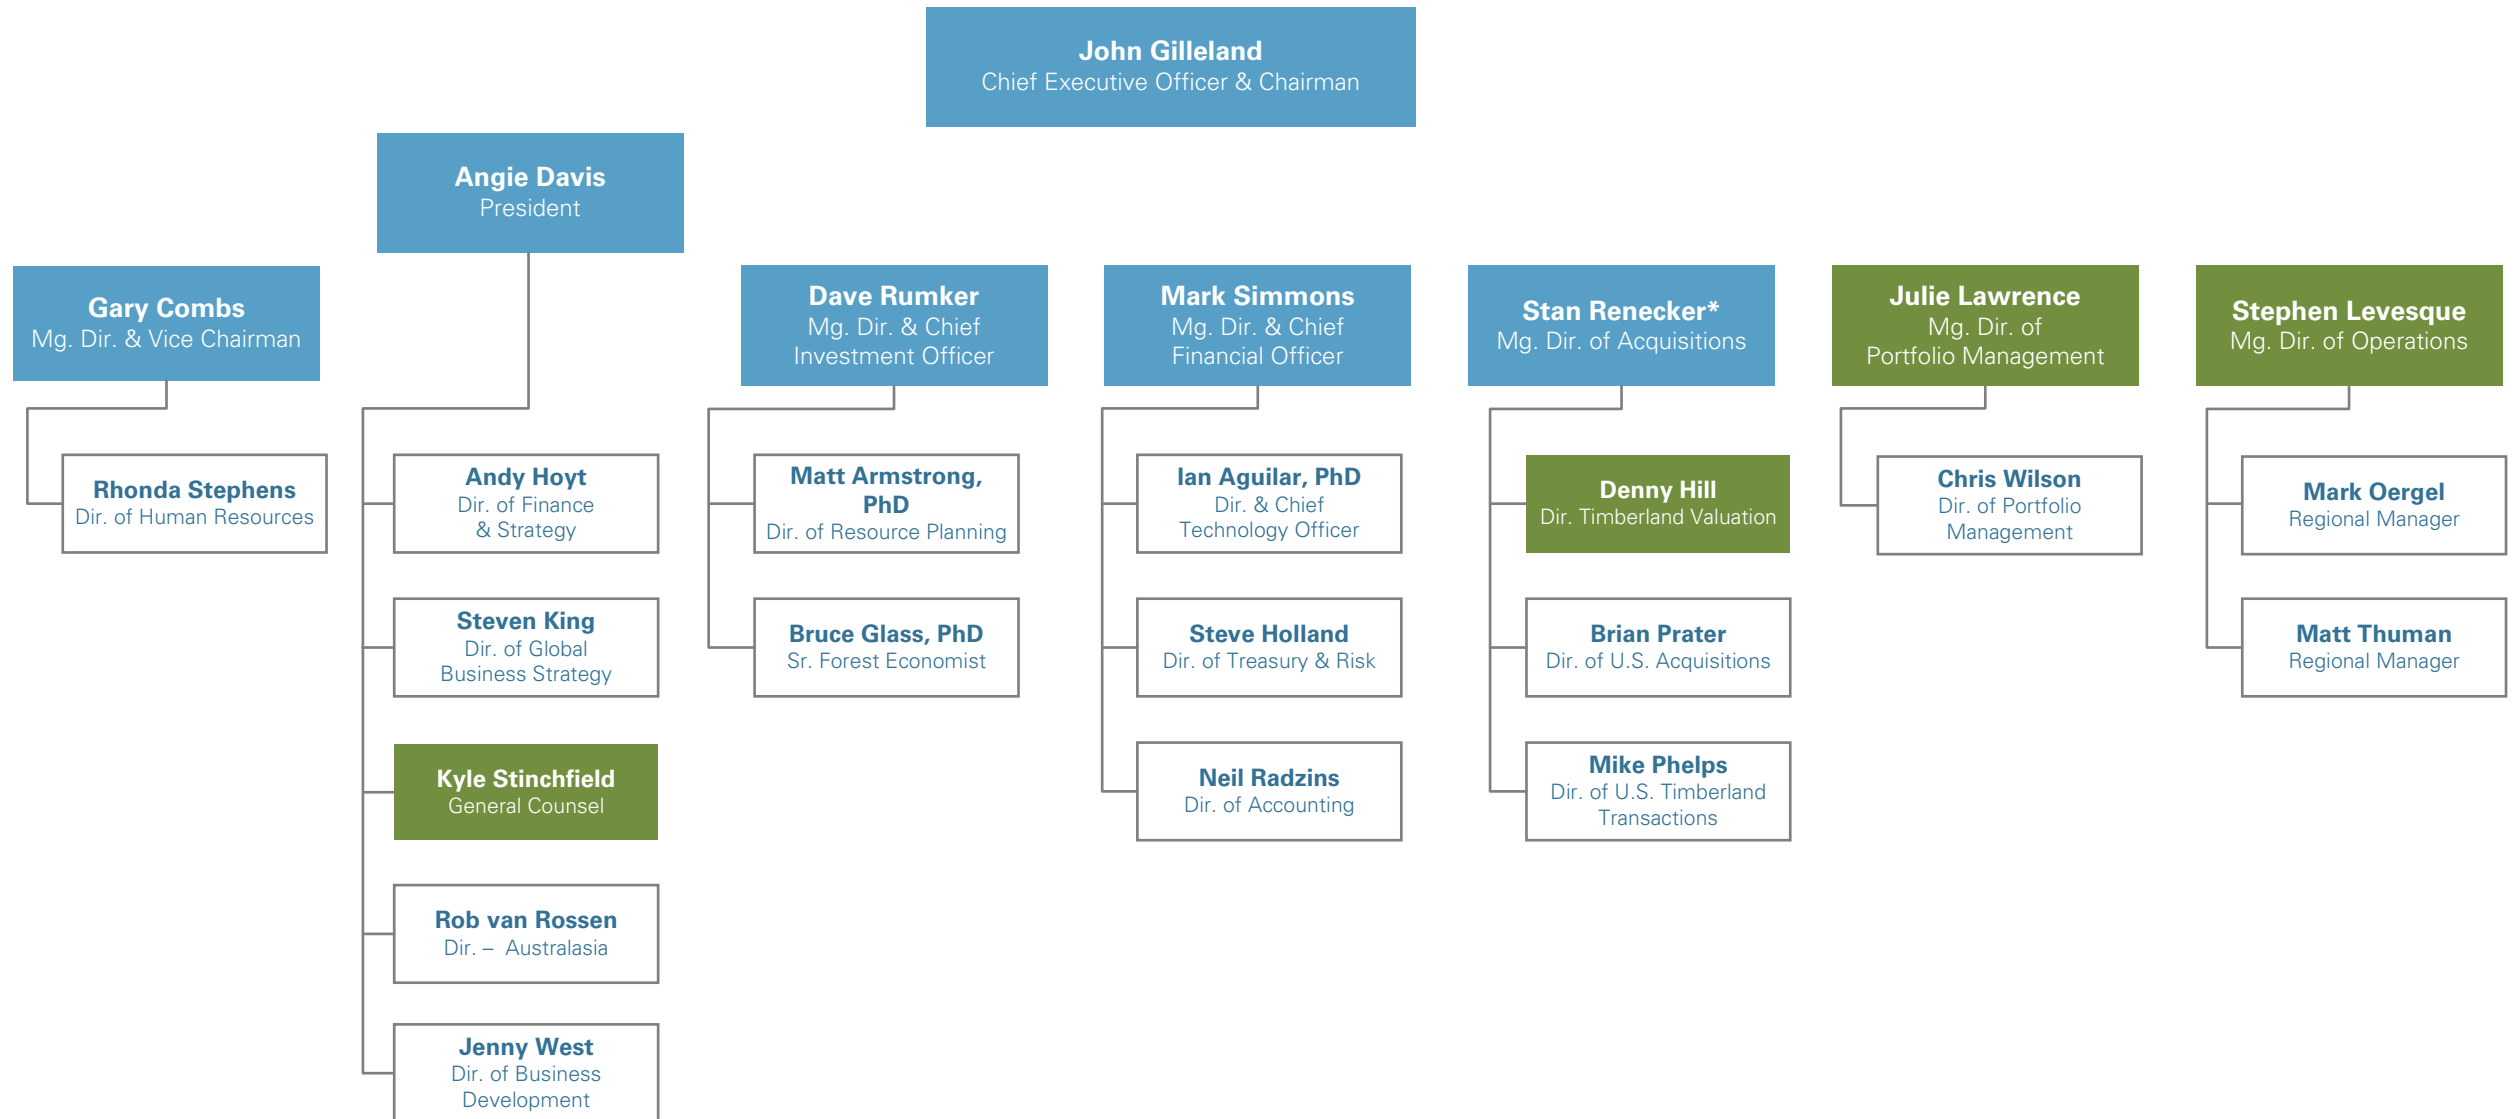 John Gilleland
Chief Executive Officer & Chairman
Angie Davis
President
Gary Combs
Mg. Dir. & Vice Chairman
Dave Rumker
Mg. Dir. & Chief
Investment Officer
Mark Simmons
Mg. Dir. & Chief
Financial Officer
Stan Renecker*
Mg. Dir. of Acquisitions
Julie Lawrence
Mg. Dir. of
Portfolio Management
Stephen Levesque
Mg. Dir. of Operations
Rhonda Stephens
Dir. of Human Resources
Andy Hoyt
Dir. of Finance
& Strategy
Steven King
Dir. of Global
Business Strategy
Kyle Stinchfield
General Counsel
Rob van Rossen
Dir. – Australasia
Jenny West
Dir. of Business
Development
Matt Armstrong,
PhD
Dir. of Resource Planning
Bruce Glass, PhD
Sr. Forest Economist
Ian Aguilar, PhD
Dir. & Chief
Technology Officer
Steve Holland
Dir. of Treasury & Risk
Neil Radzins
Dir. of Accounting
Denny Hill
Dir. Timberland Valuation
Brian Prater
Dir. of U.S. Acquisitions
Mike Phelps
Dir. of U.S. Timberland
Transactions
Chris Wilson
Dir. of Portfolio
Management
Mark Oergel
Regional Manager
Matt Thuman
Regional Manager